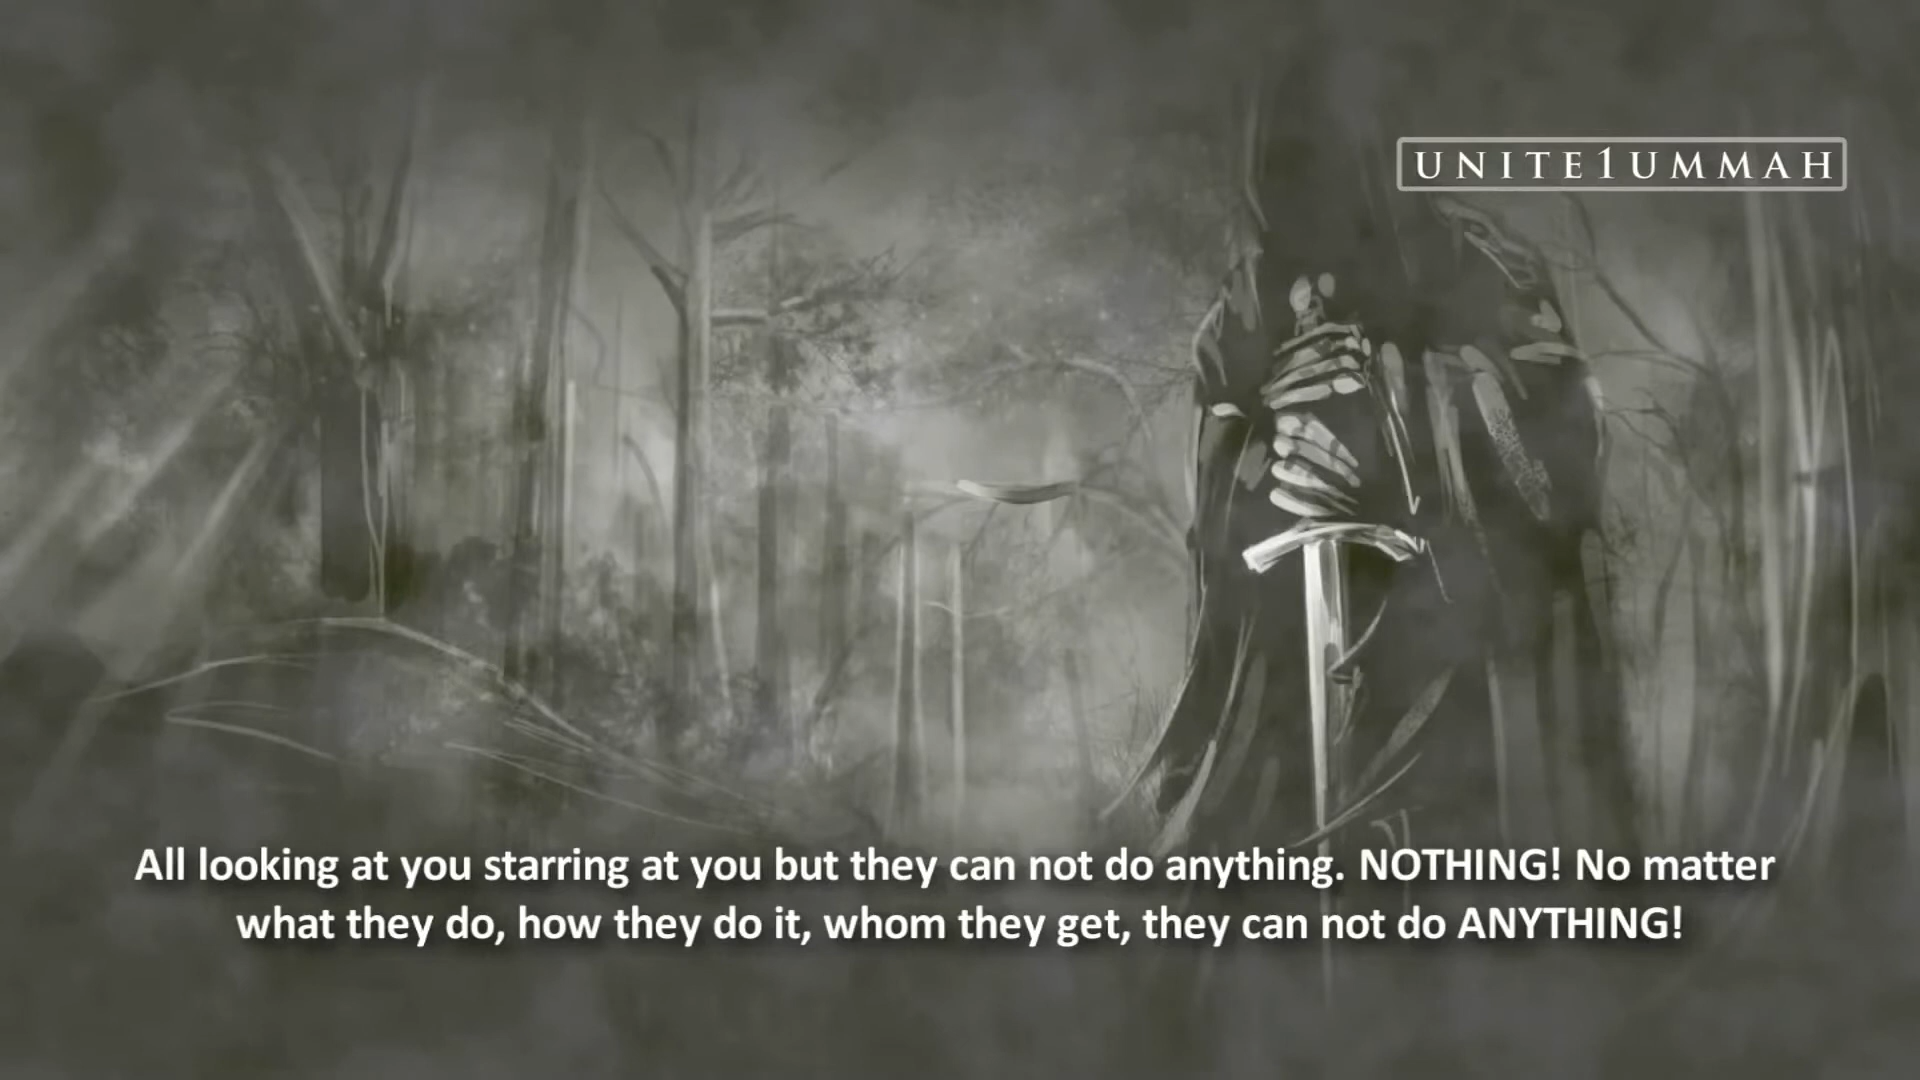 UNITE1UMMAH
All looking at you starring at you but they can not do anything. NOTHING! No matter
what they do, how they do it, whom they get, they can not do ANYTHING!